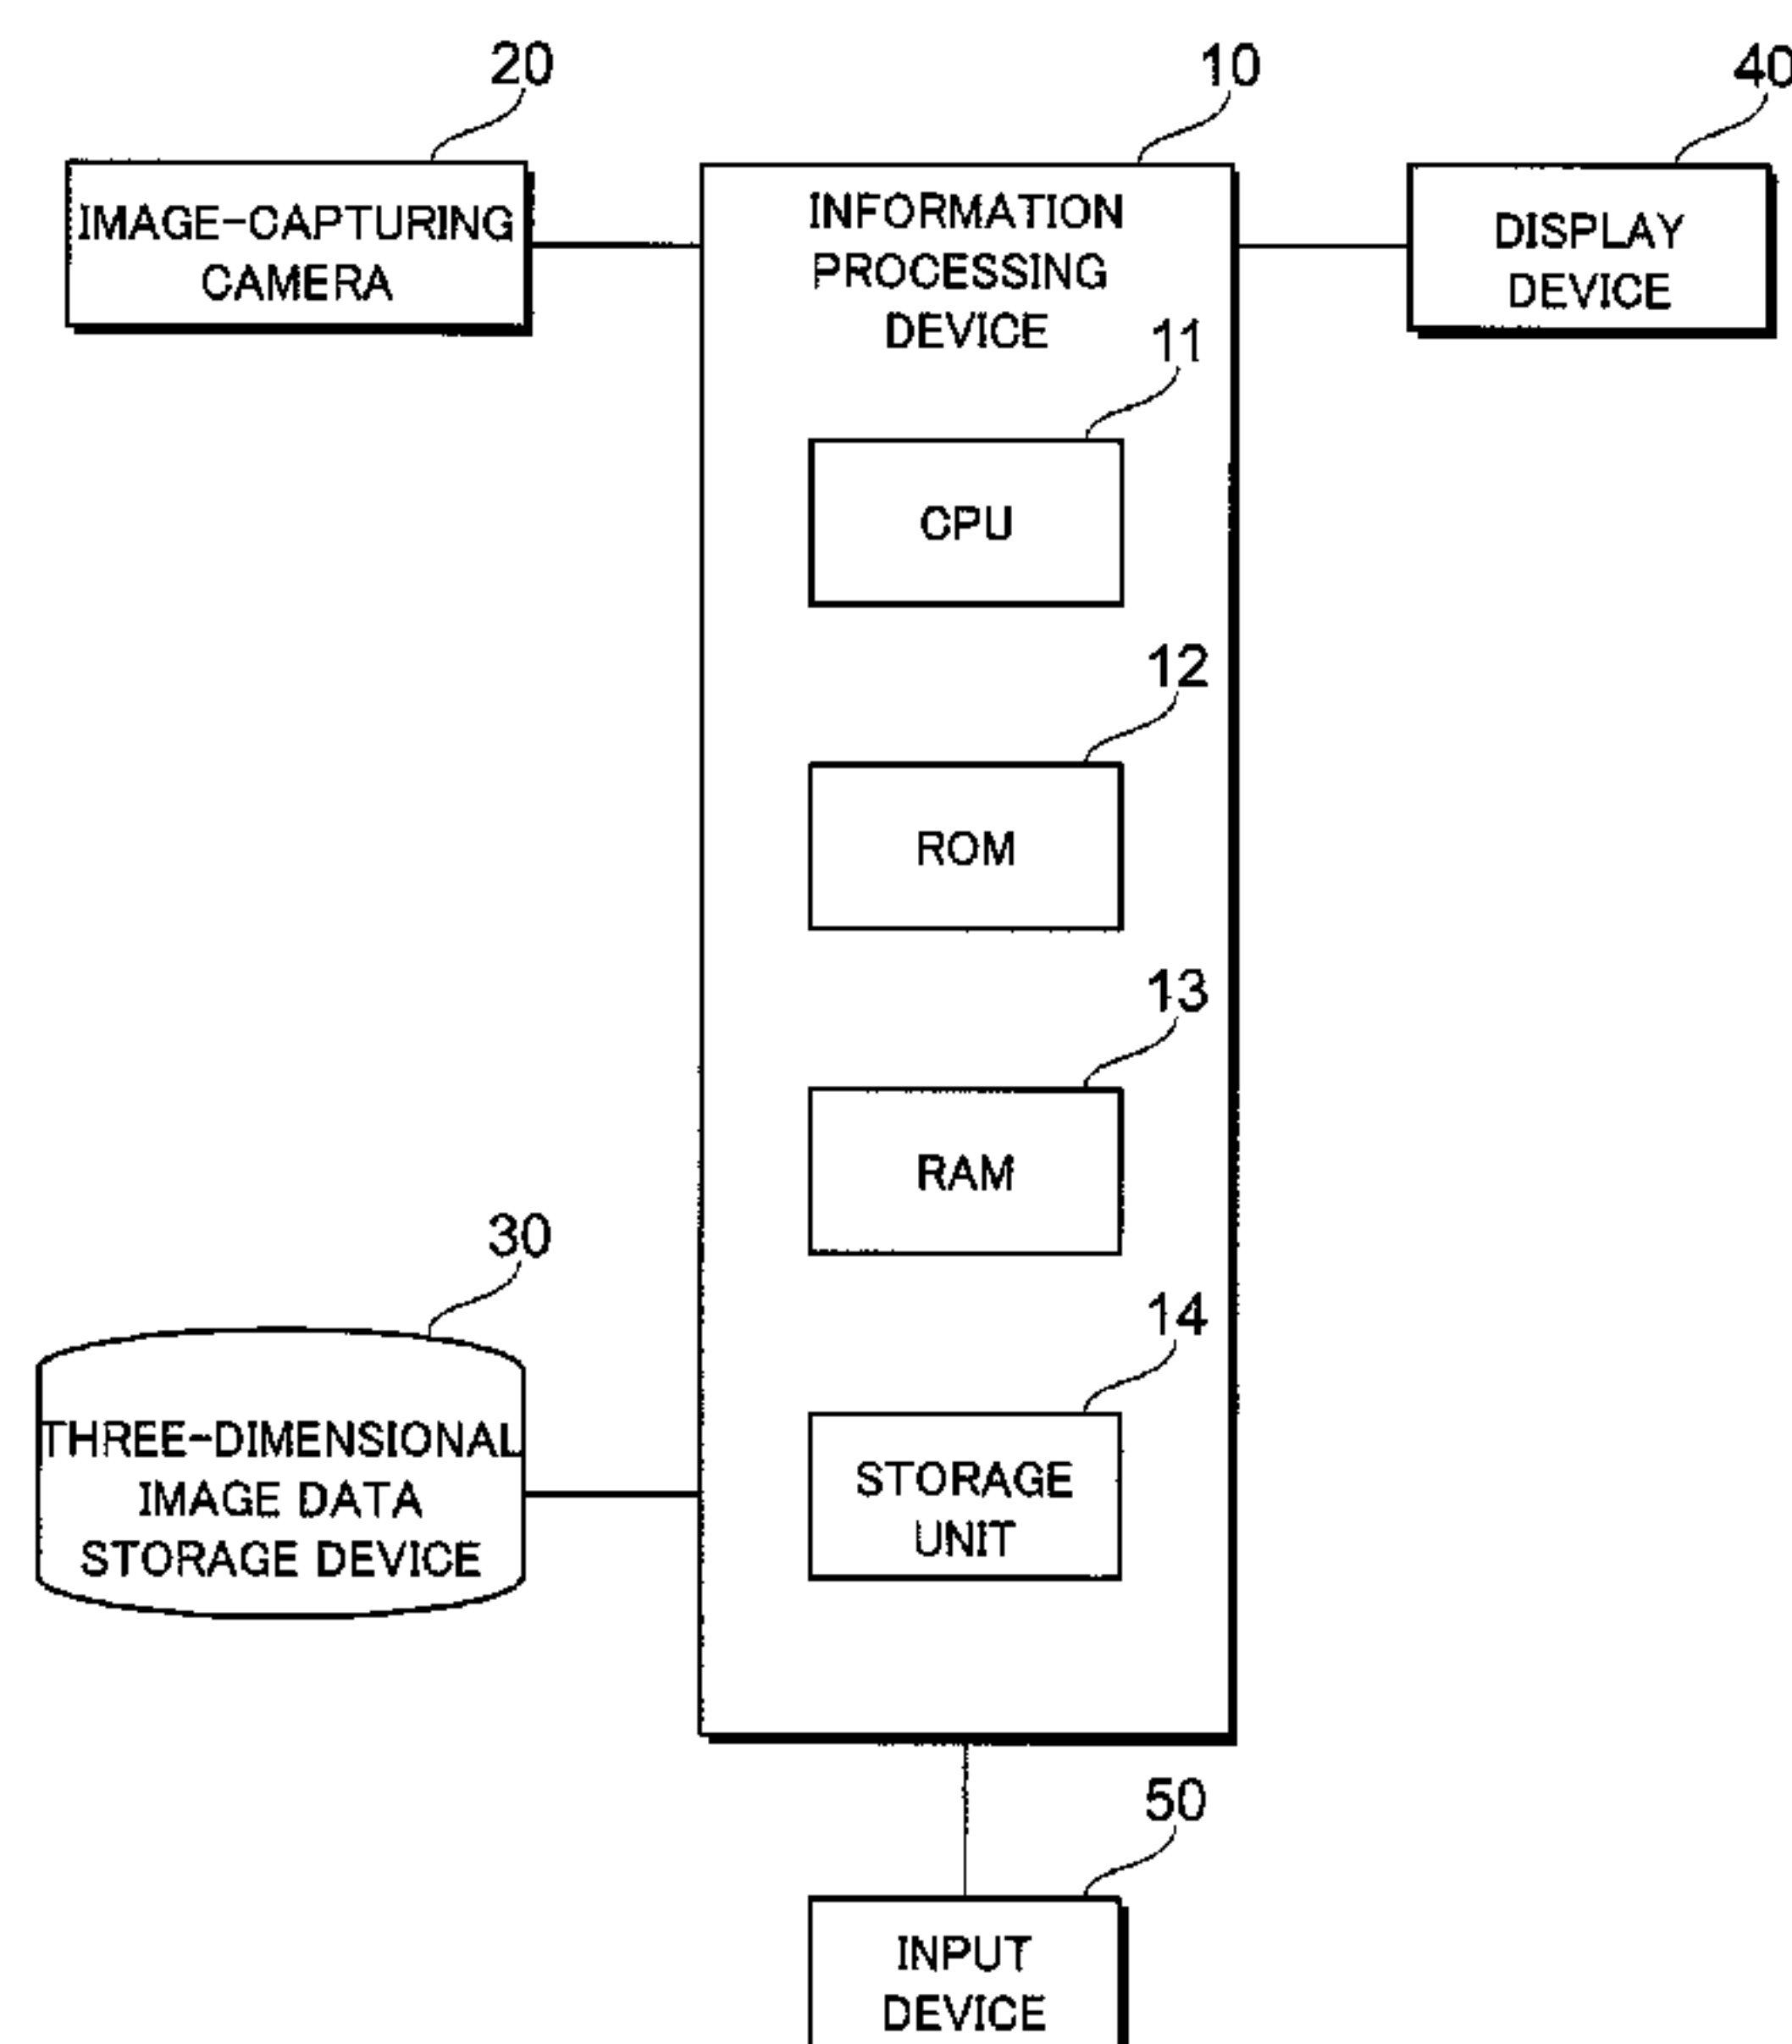 20
10
40
IMAGE-CAPTURING
CAMERA
INFORMATION
PROCESSING
DEVICE
DISPLAY
DEVICE
11
CPU
12
ROM
13
RAM
30
THREE-DIMENSIONAL
IMAGE DATA
STORAGE DEVICE
14
STORAGE
UNIT
50
INPUT
DEVICE